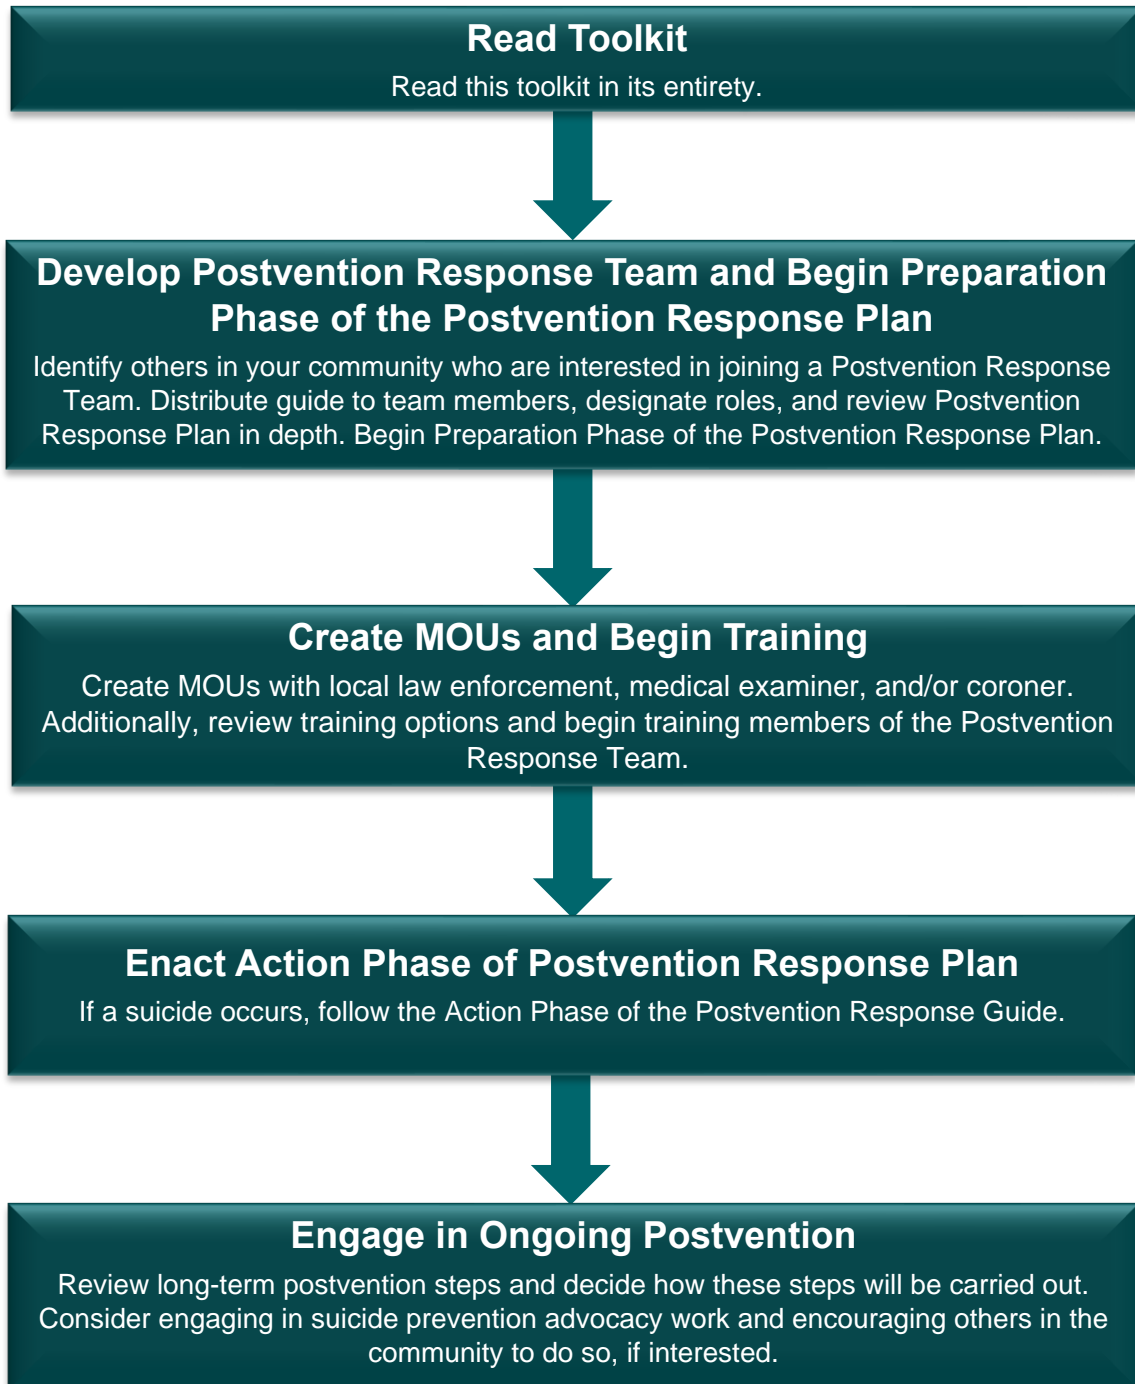 Read Toolkit
Read this toolkit in its entirety.
Develop Postvention Response Team and Begin Preparation
Phase of the Postvention Response Plan
Identify others in your community who are interested in joining a Postvention Response
Team. Distribute guide to team members, designate roles, and review Postvention
Response Plan in depth. Begin Preparation Phase of the Postvention Response Plan.
Create MOUs and Begin Training
Create MOUs with local law enforcement, medical examiner, and/or coroner.
Additionally, review training options and begin training members of the Postvention
Response Team.
Enact Action Phase of Postvention Response Plan
If a suicide occurs, follow the Action Phase of the Postvention Response Guide.
Engage in Ongoing Postvention
Review long-term postvention steps and decide how these steps will be carried out.
Consider engaging in suicide prevention advocacy work and encouraging others in the
community to do so, if interested.